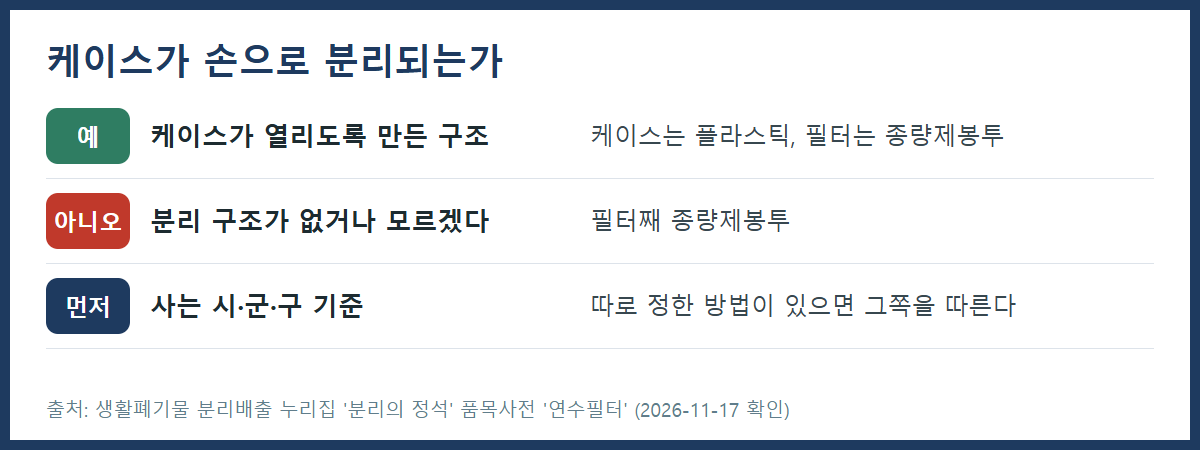 케이스가 손으로 분리되는가
예 케이스가 열리도록 만든 구조 케이스는 플라스틱, 필터는 종량제봉투
아니오 분리 구조가 없거나 모르겠다 필터째 종량제봉투
먼저 사는 시·군·구 기준 따로 정한 방법이 있으면 그쪽을 따른다
출처: 생활폐기물 분리배출 누리집 '분리의 정석' 품목사전 '연수필터' (2026-11-17 확인)